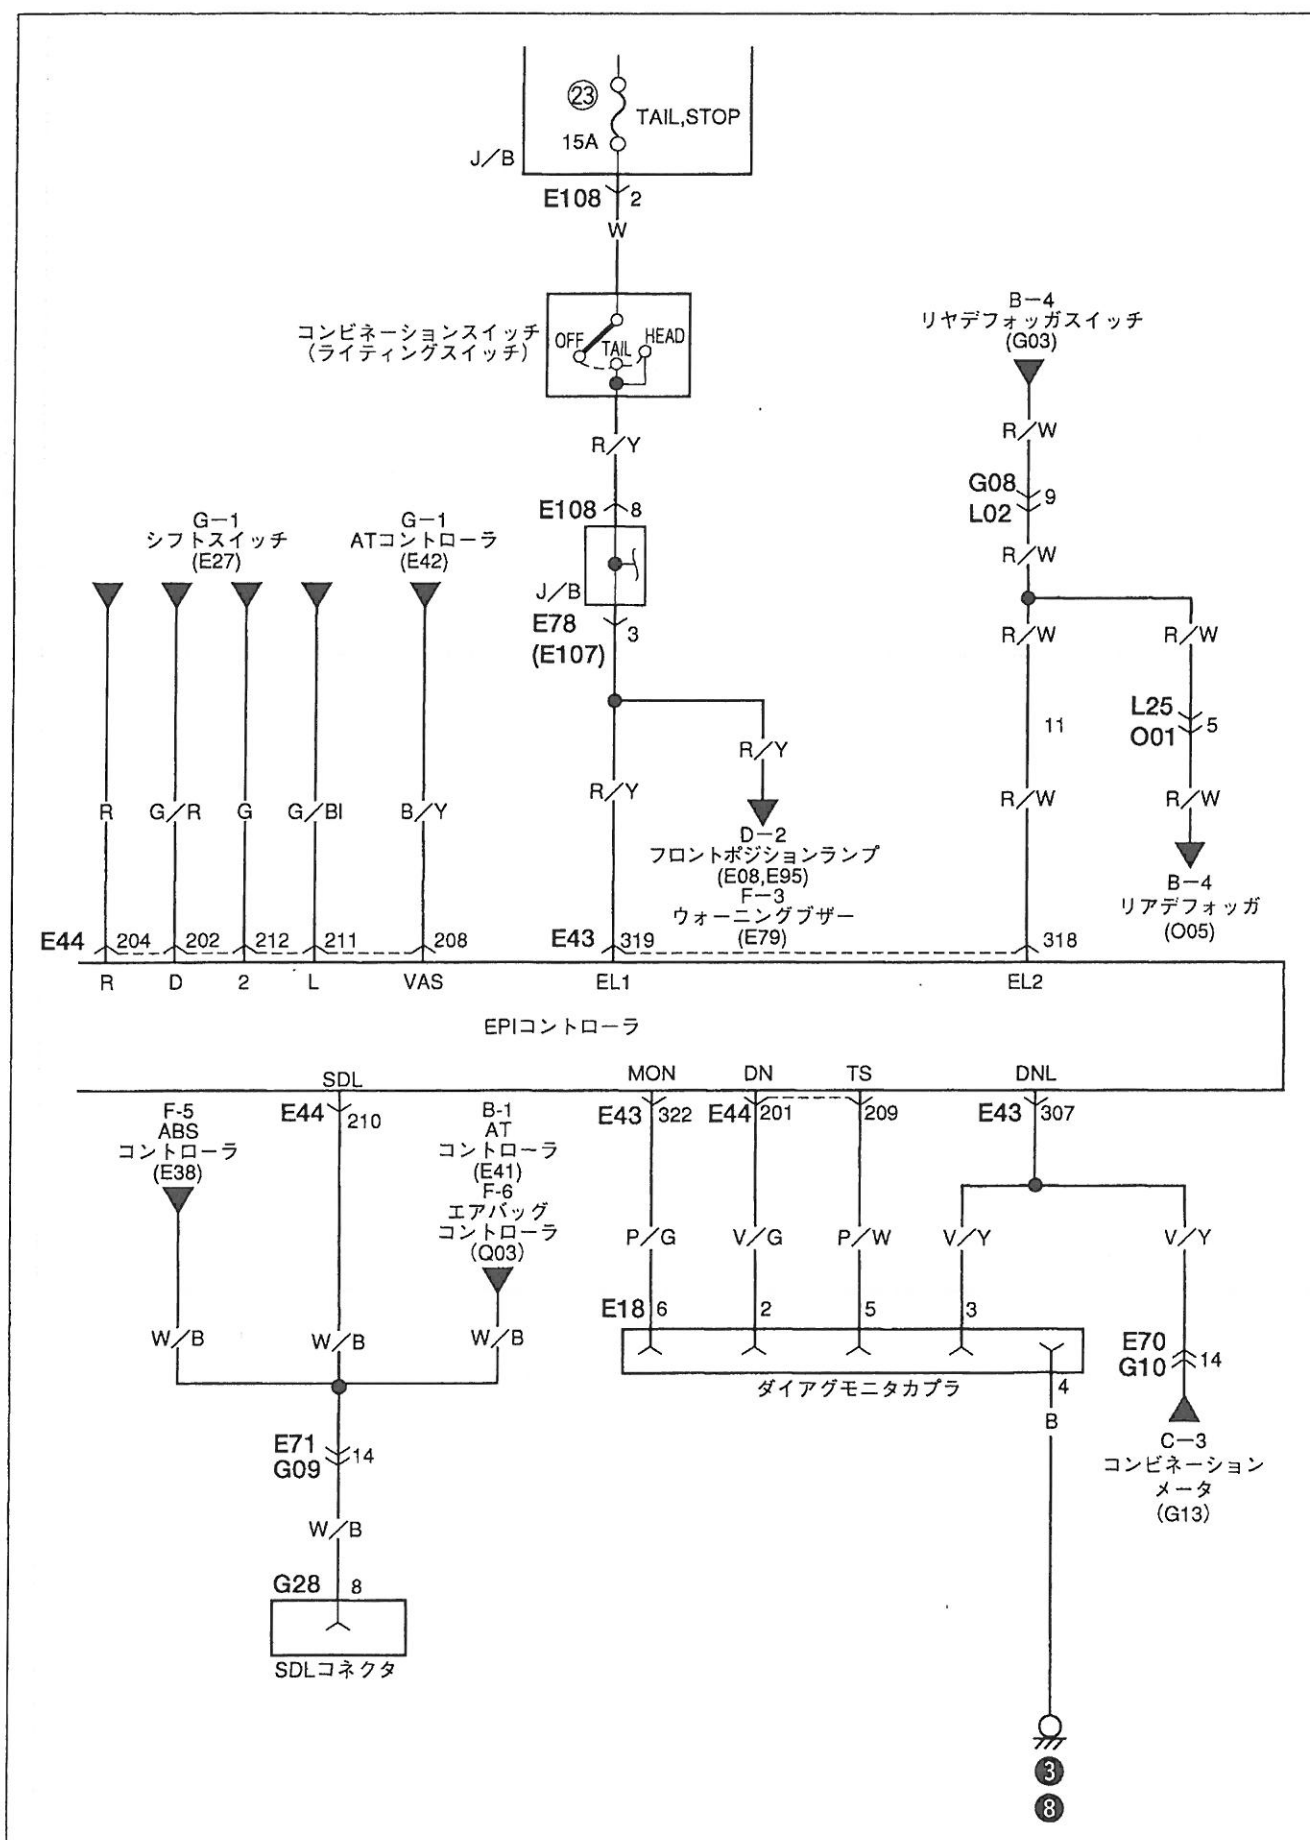 23
TAIL,STOP
15A
J/B
E108 2
W
コンビネーションスイッチ
(ライティングスイッチ)
OFF
TAIL
HEAD
B-4
リヤデフォッガスイッチ
(G03)
R/Y
R/W
G08 9
L02
E108 8
R/W
G-1
シフトスイッチ
(E27)
G-1
ATコントローラ
(E42)
J/B
E78 3
(E107)
R/W
R/W
L25 5
O01
11
R/Y
R/Y
R
G/R
G
G/Bl
B/Y
R/W
R/W
D-2
フロントポジションランプ
(E08,E95)
F-3
ウォーニングブザー
(E79)
B-4
リアデフォッガ
(O05)
E44 204 202 212 211 208
E43 319 318
R D 2 L VAS EL1 EL2
EPIコントローラ
SDL MON DN TS DNL
F-5
ABS
コントローラ
(E38)
E44 210
B-1
AT
コントローラ
(E41)
F-6
エアバッグ
コントローラ
(Q03)
E43 322
E44 201 209
E43 307
P/G
V/G
P/W
V/Y
V/Y
E18 6 2 5 3
W/B
W/B
W/B
E70 14
G10
ダイアグモニタカプラ
4
B
C-3
コンビネーション
メータ
(G13)
E71 14
G09
W/B
G28 8
SDLコネクタ
3
8